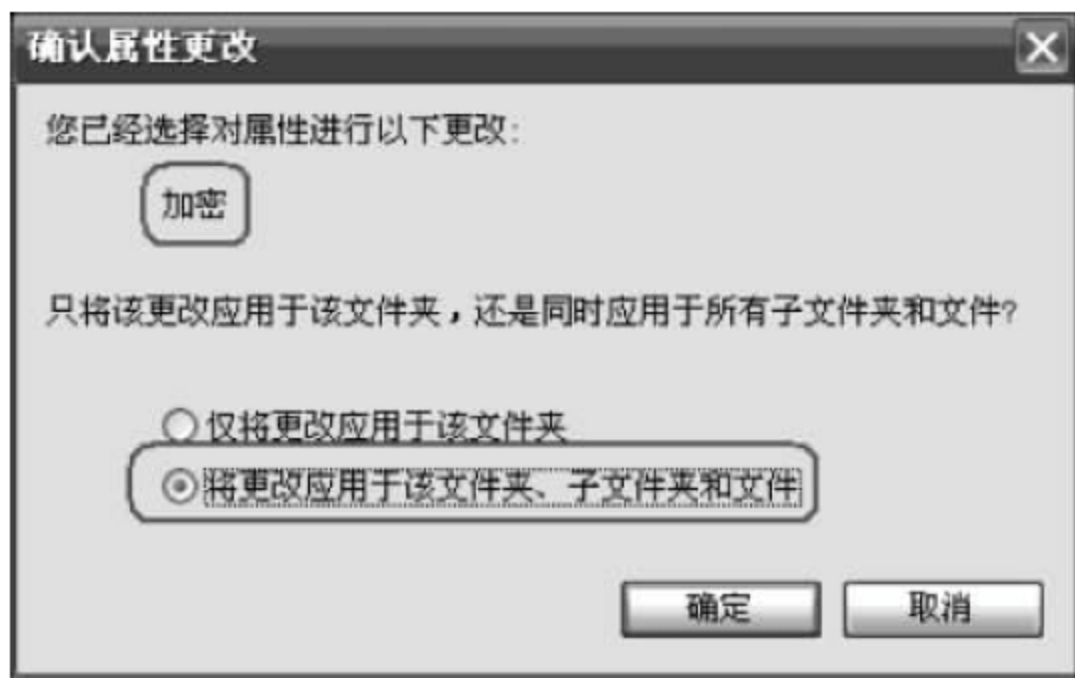 确认属性更改
您已经选择对属性进行以下更改:
加密
只将该更改应用于该文件夹，还是同时应用于所有子文件夹和文件?
仅将更改应用于该文件夹
将更改应用于该文件夹、子文件夹和文件
确定 取消